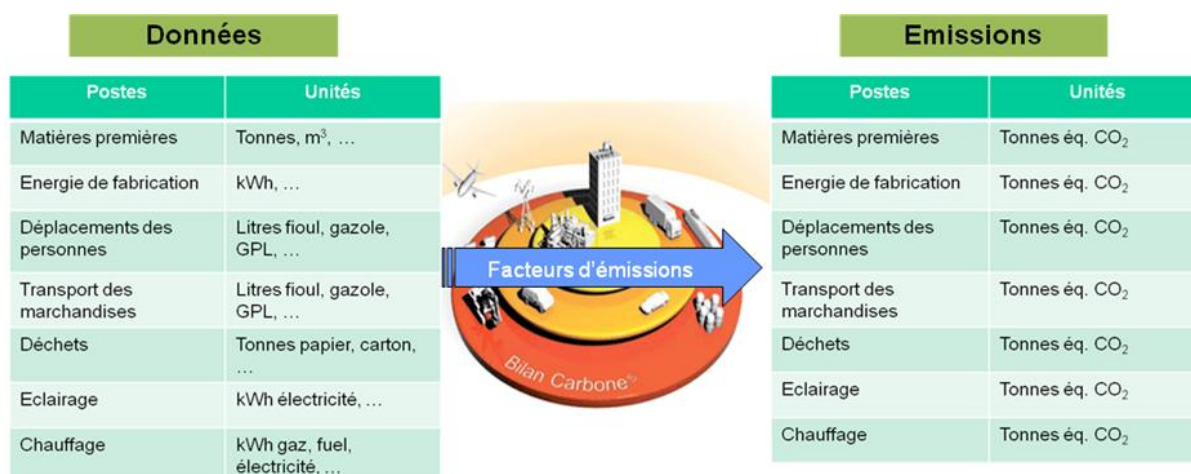 Données
Emissions
Postes Unités
Matières premières Tonnes, m³, …
Energie de fabrication kWh, …
Déplacements des personnes Litres fioul, gazole, GPL, …
Transport des marchandises Litres fioul, gazole, GPL, …
Déchets Tonnes papier, carton, …
Eclairage kWh électricité, …
Chauffage kWh gaz, fuel, électricité, …
Facteurs d'émissions
Bilan Carbone
Postes Unités
Matières premières Tonnes éq. CO₂
Energie de fabrication Tonnes éq. CO₂
Déplacements des personnes Tonnes éq. CO₂
Transport des marchandises Tonnes éq. CO₂
Déchets Tonnes éq. CO₂
Eclairage Tonnes éq. CO₂
Chauffage Tonnes éq. CO₂